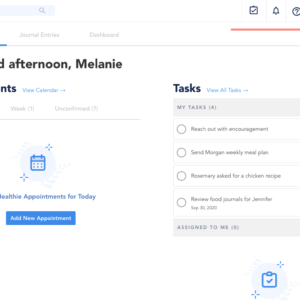 Journal Entries
Dashboard
d afternoon, Melanie
nts
View Calendar →
Week (1)
Unconfirmed (7)
ealthie Appointments for Today
Add New Appointment
Tasks
View All Tasks →
MY TASKS (4)
Reach out with encouragement
Send Morgan weekly meal plan
Rosemary asked for a chicken recipe
Review food journals for Jennifer
Sep. 30, 2020
ASSIGNED TO ME (0)